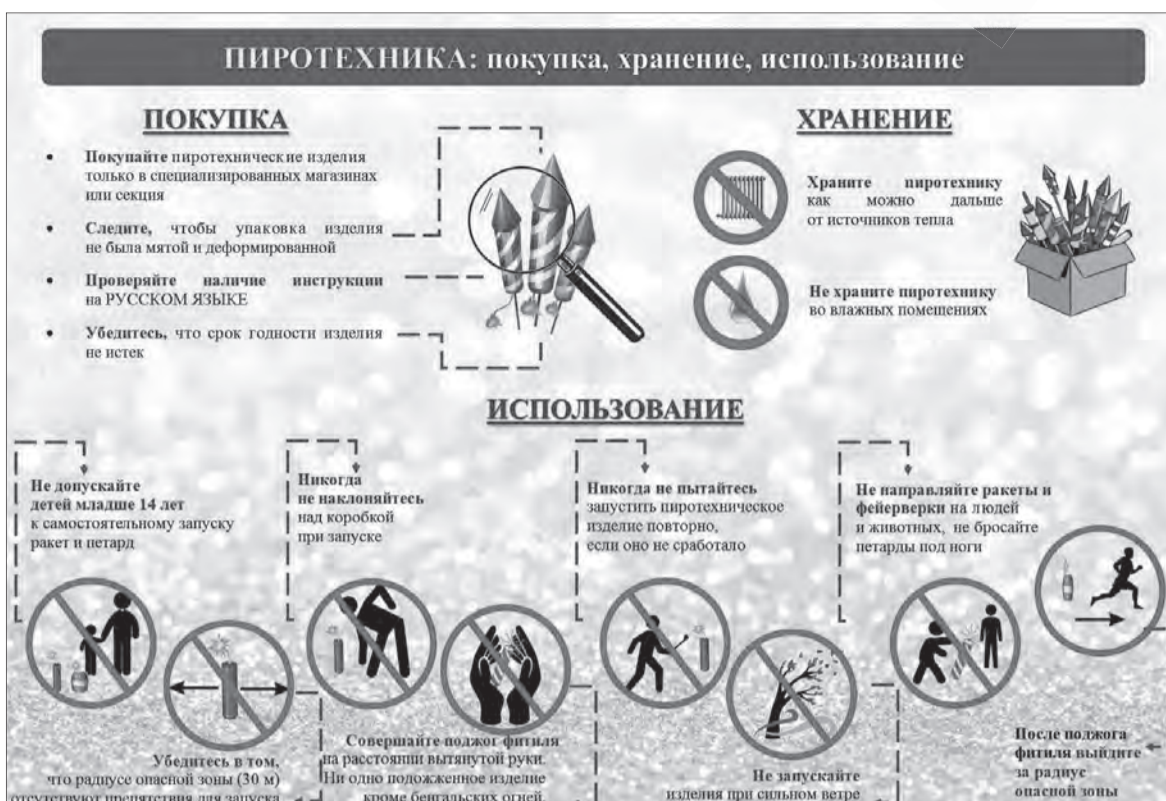 ПИРОТЕХНИКА: покупка, хранение, использование
ПОКУПКА
• Покупайте пиротехнические изделия
только в специализированных магазинах
или секция
• Следите, чтобы упаковка изделия
не была мятой и деформированной
• Проверяйте наличие инструкции
на РУССКОМ ЯЗЫКЕ
• Убедитесь, что срок годности изделия
не истек
ХРАНЕНИЕ
Храните пиротехнику
как можно дальше
от источников тепла
Не храните пиротехнику
во влажных помещениях
ИСПОЛЬЗОВАНИЕ
Не допускайте
детей младше 14 лет
к самостоятельному запуску
ракет и петард
Никогда
не наклоняйтесь
над коробкой
при запуске
Никогда не пытайтесь
запустить пиротехническое
изделие повторно,
если оно не сработало
Не направляйте ракеты и
фейерверки на людей
и животных, не бросайте
петарды под ноги
Убедитесь в том,
что радиусе опасной зоны (30 м)
отсутствуют препятствия для запуска
Совершайте поджог фитиля
на расстоянии вытянутой руки.
Ни одно подожженное изделие
кроме бенгальских огней,
Не запускайте
изделия при сильном ветре
После поджога
фитиля выйдите
за радиус
опасной зоны